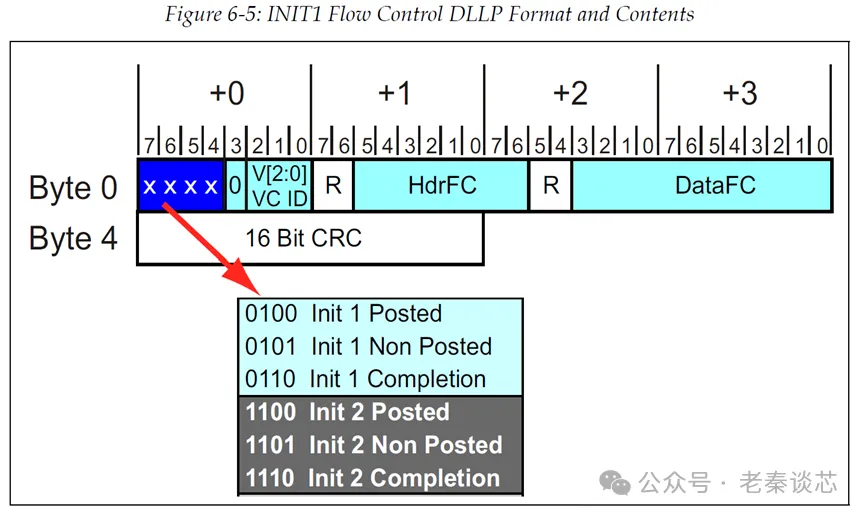 Figure 6-5: INIT1 Flow Control DLLP Format and Contents
+0 +1 +2 +3
7 6 5 4 3 2 1 0 7 6 5 4 3 2 1 0 7 6 5 4 3 2 1 0 7 6 5 4 3 2 1 0
Byte 0 x x x x 0 V[2:0] R HdrFC R DataFC
VC ID
Byte 4 16 Bit CRC
0100 Init 1 Posted
0101 Init 1 Non Posted
0110 Init 1 Completion
1100 Init 2 Posted
1101 Init 2 Non Posted
1110 Init 2 Completion
公众号 · 老秦谈芯